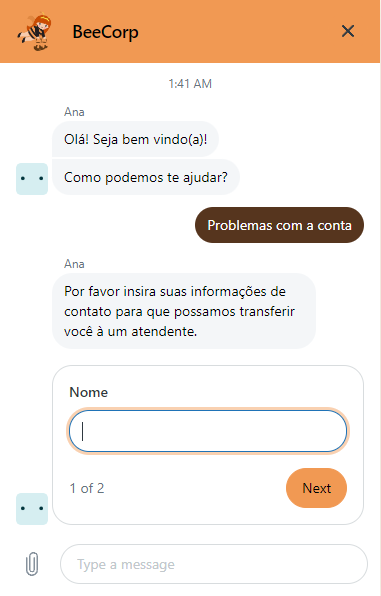 BeeCorp
1:41 AM
Ana
Olá! Seja bem vindo(a)!
Como podemos te ajudar?
Problemas com a conta
Ana
Por favor insira suas informações de
contato para que possamos transferir
você à um atendente.
Nome
1 of 2
Next
Type a message